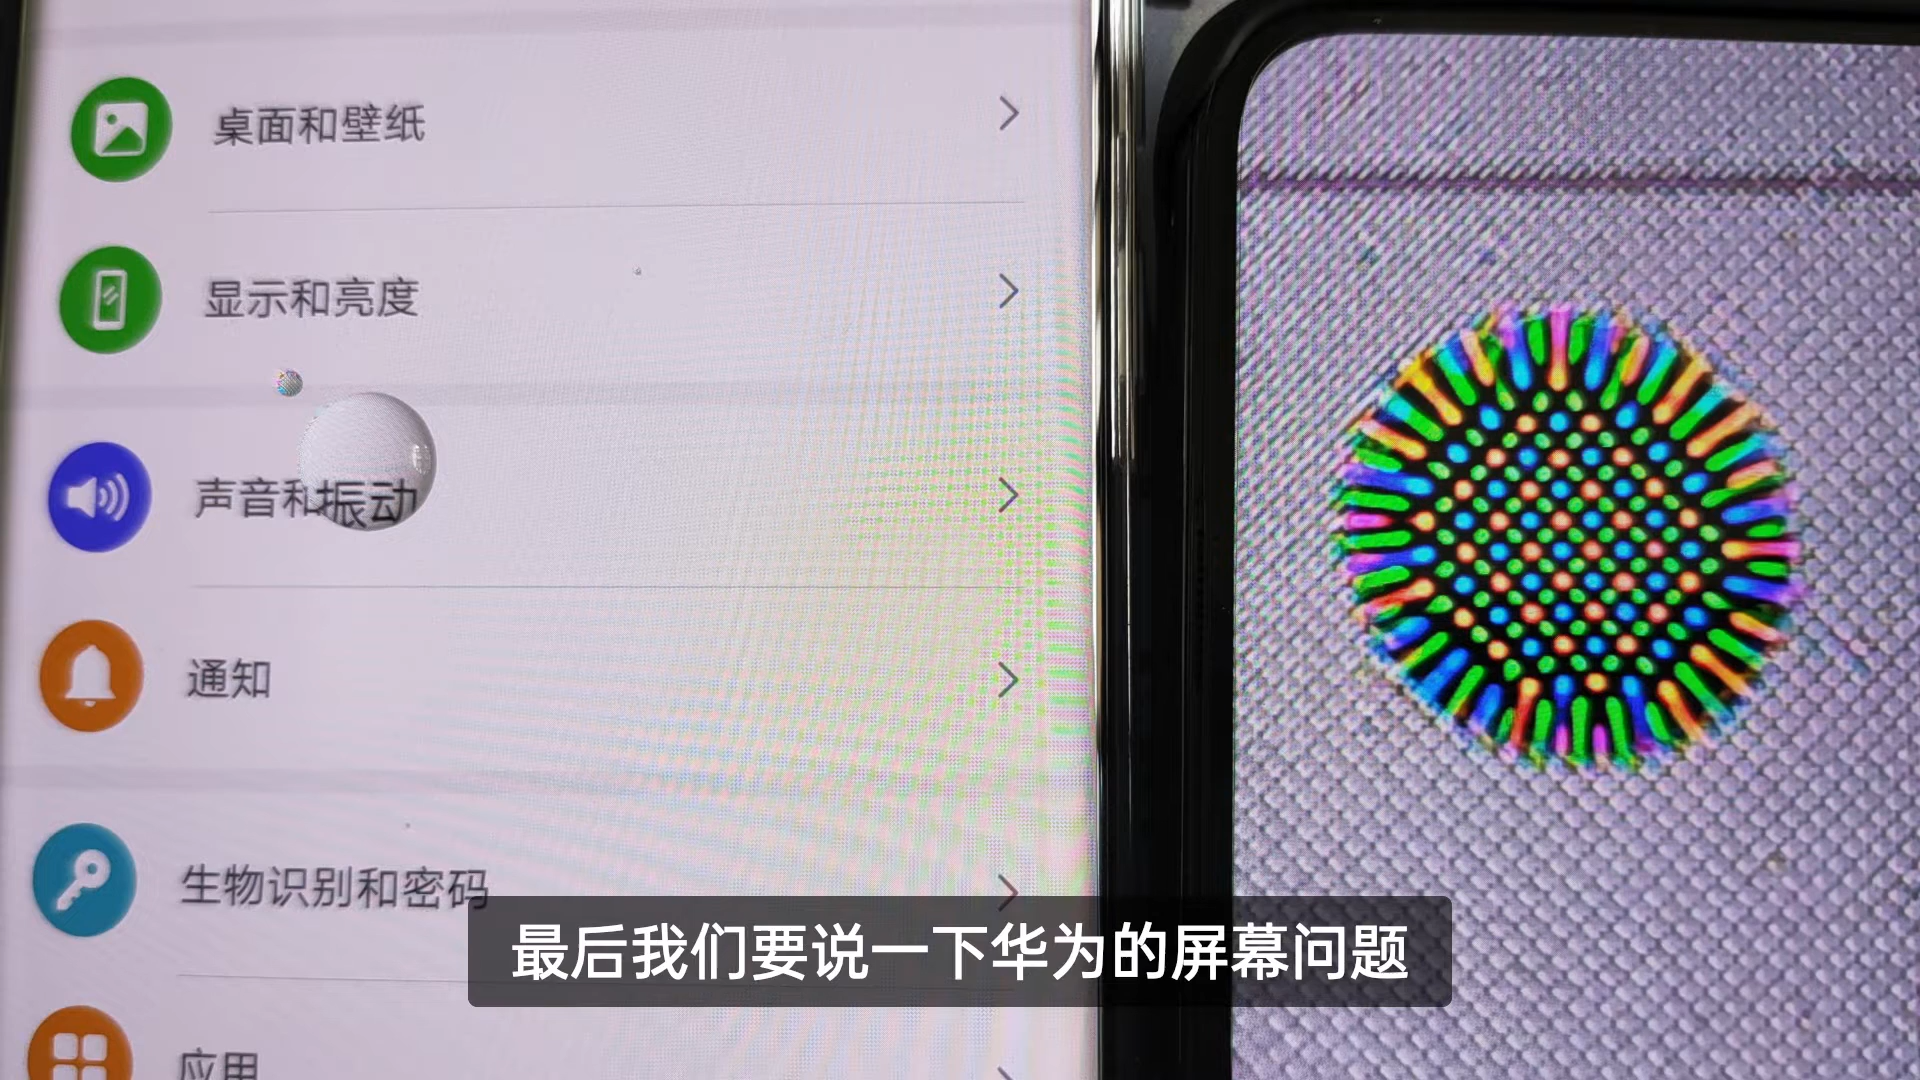 桌面和壁纸
显示和亮度
声音和振动
通知
生物识别和密码
应用
最后我们要说一下华为的屏幕问题